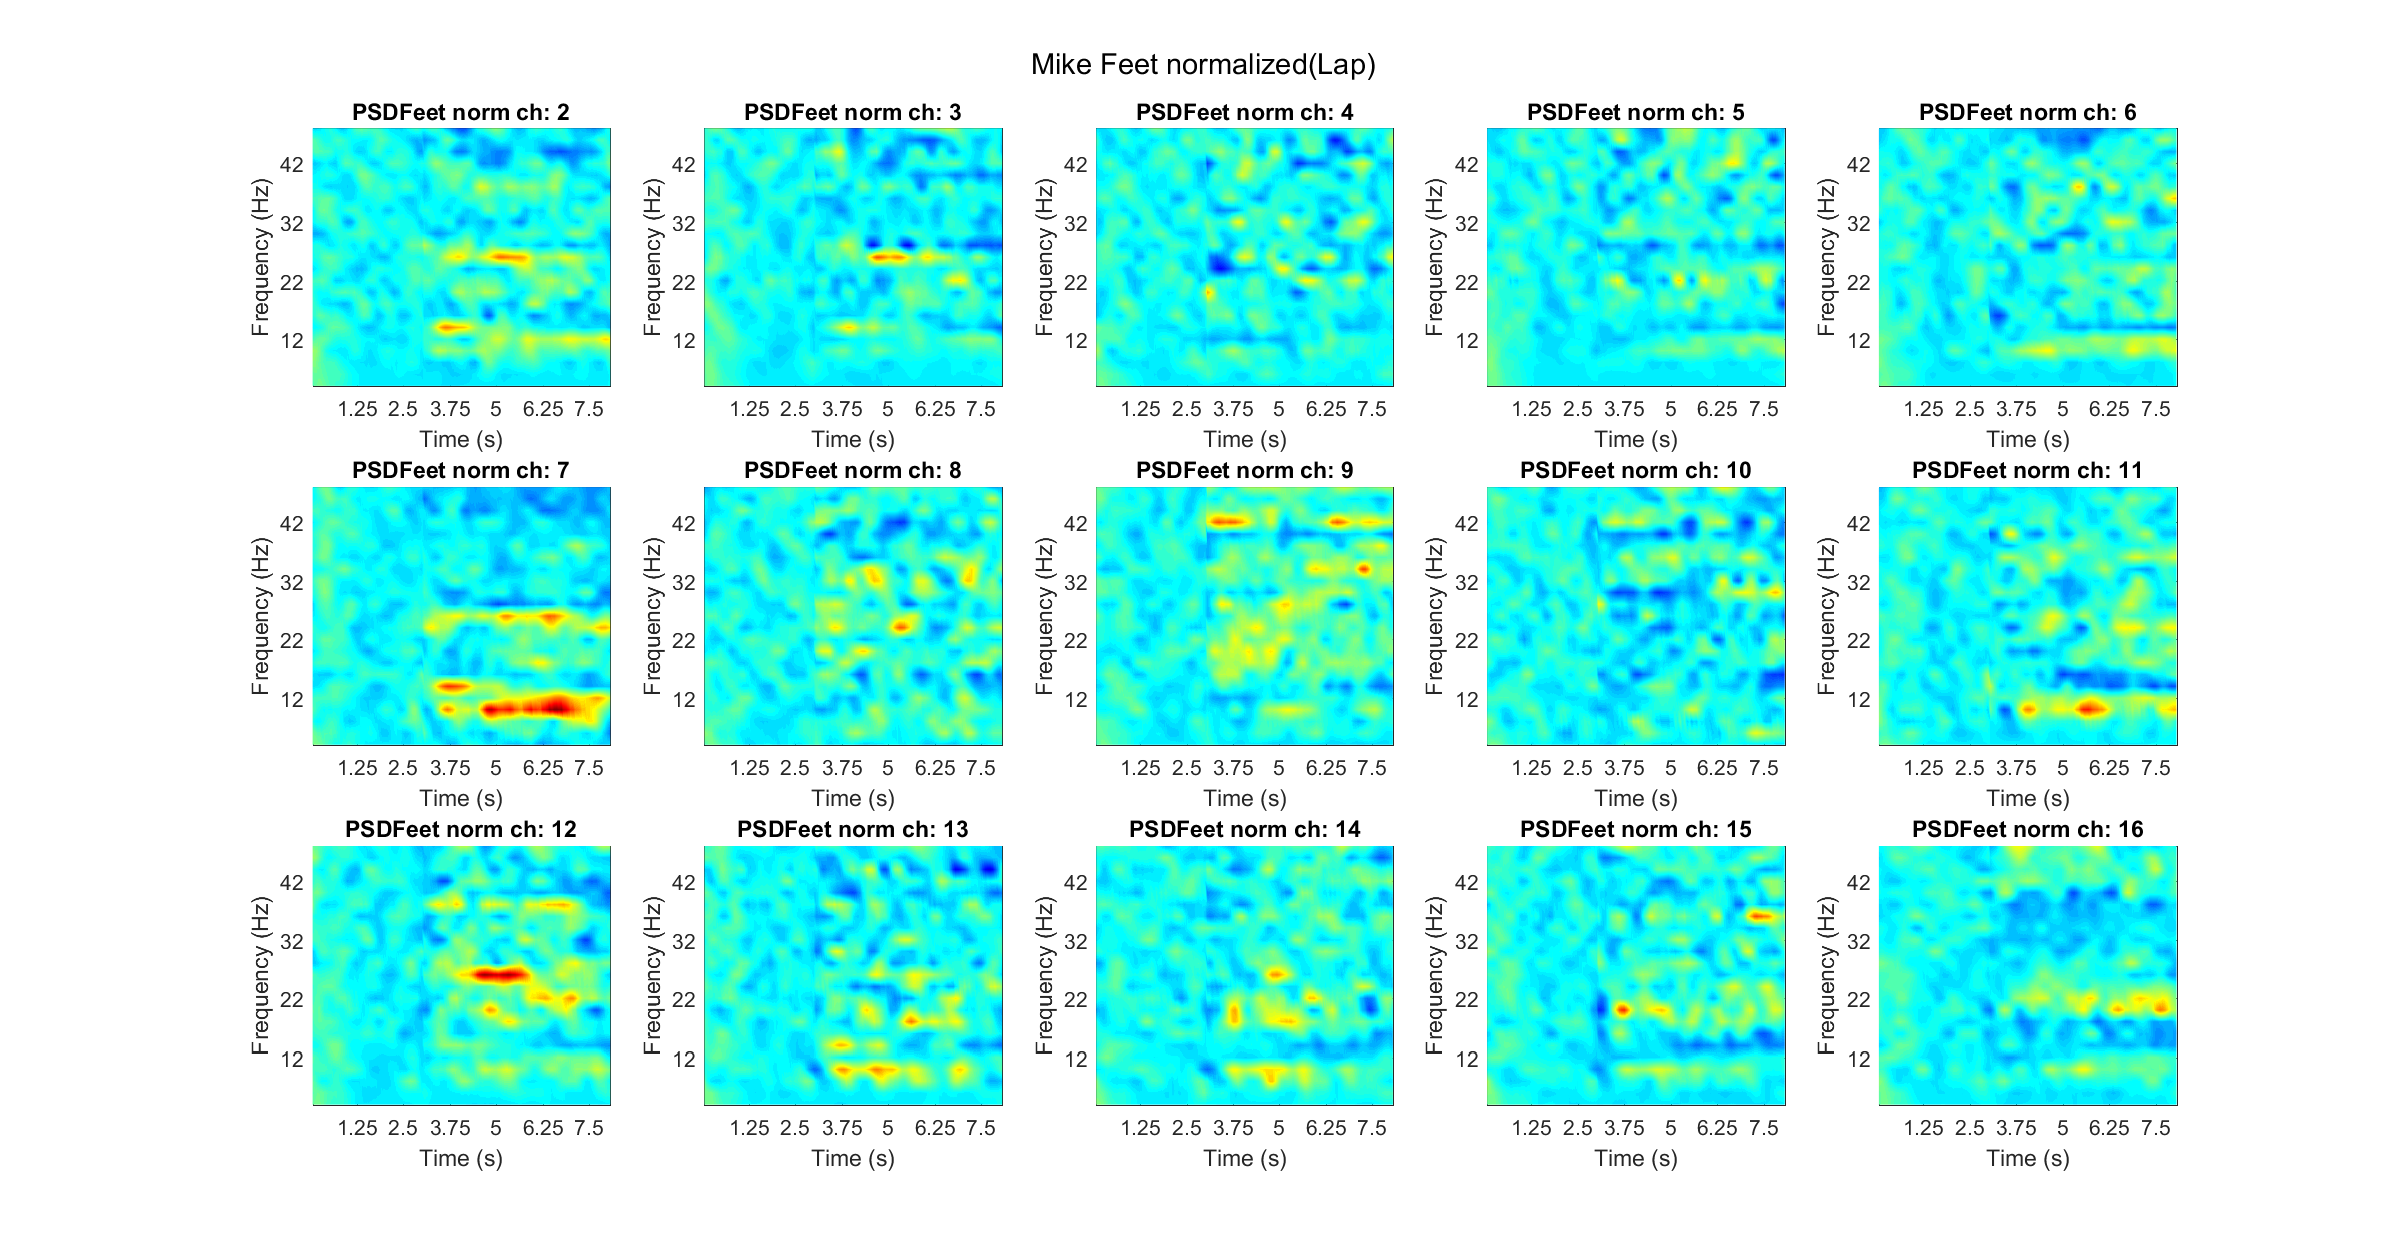 Mike Feet normalized(Lap)
PSDFeet norm ch: 2
Frequency (Hz)
42
32
22
12
1.25 2.5 3.75 5 6.25 7.5
Time (s)
PSDFeet norm ch: 3
Frequency (Hz)
42
32
22
12
1.25 2.5 3.75 5 6.25 7.5
Time (s)
PSDFeet norm ch: 4
Frequency (Hz)
42
32
22
12
1.25 2.5 3.75 5 6.25 7.5
Time (s)
PSDFeet norm ch: 5
Frequency (Hz)
42
32
22
12
1.25 2.5 3.75 5 6.25 7.5
Time (s)
PSDFeet norm ch: 6
Frequency (Hz)
42
32
22
12
1.25 2.5 3.75 5 6.25 7.5
Time (s)
PSDFeet norm ch: 7
Frequency (Hz)
42
32
22
12
1.25 2.5 3.75 5 6.25 7.5
Time (s)
PSDFeet norm ch: 8
Frequency (Hz)
42
32
22
12
1.25 2.5 3.75 5 6.25 7.5
Time (s)
PSDFeet norm ch: 9
Frequency (Hz)
42
32
22
12
1.25 2.5 3.75 5 6.25 7.5
Time (s)
PSDFeet norm ch: 10
Frequency (Hz)
42
32
22
12
1.25 2.5 3.75 5 6.25 7.5
Time (s)
PSDFeet norm ch: 11
Frequency (Hz)
42
32
22
12
1.25 2.5 3.75 5 6.25 7.5
Time (s)
PSDFeet norm ch: 12
Frequency (Hz)
42
32
22
12
1.25 2.5 3.75 5 6.25 7.5
Time (s)
PSDFeet norm ch: 13
Frequency (Hz)
42
32
22
12
1.25 2.5 3.75 5 6.25 7.5
Time (s)
PSDFeet norm ch: 14
Frequency (Hz)
42
32
22
12
1.25 2.5 3.75 5 6.25 7.5
Time (s)
PSDFeet norm ch: 15
Frequency (Hz)
42
32
22
12
1.25 2.5 3.75 5 6.25 7.5
Time (s)
PSDFeet norm ch: 16
Frequency (Hz)
42
32
22
12
1.25 2.5 3.75 5 6.25 7.5
Time (s)